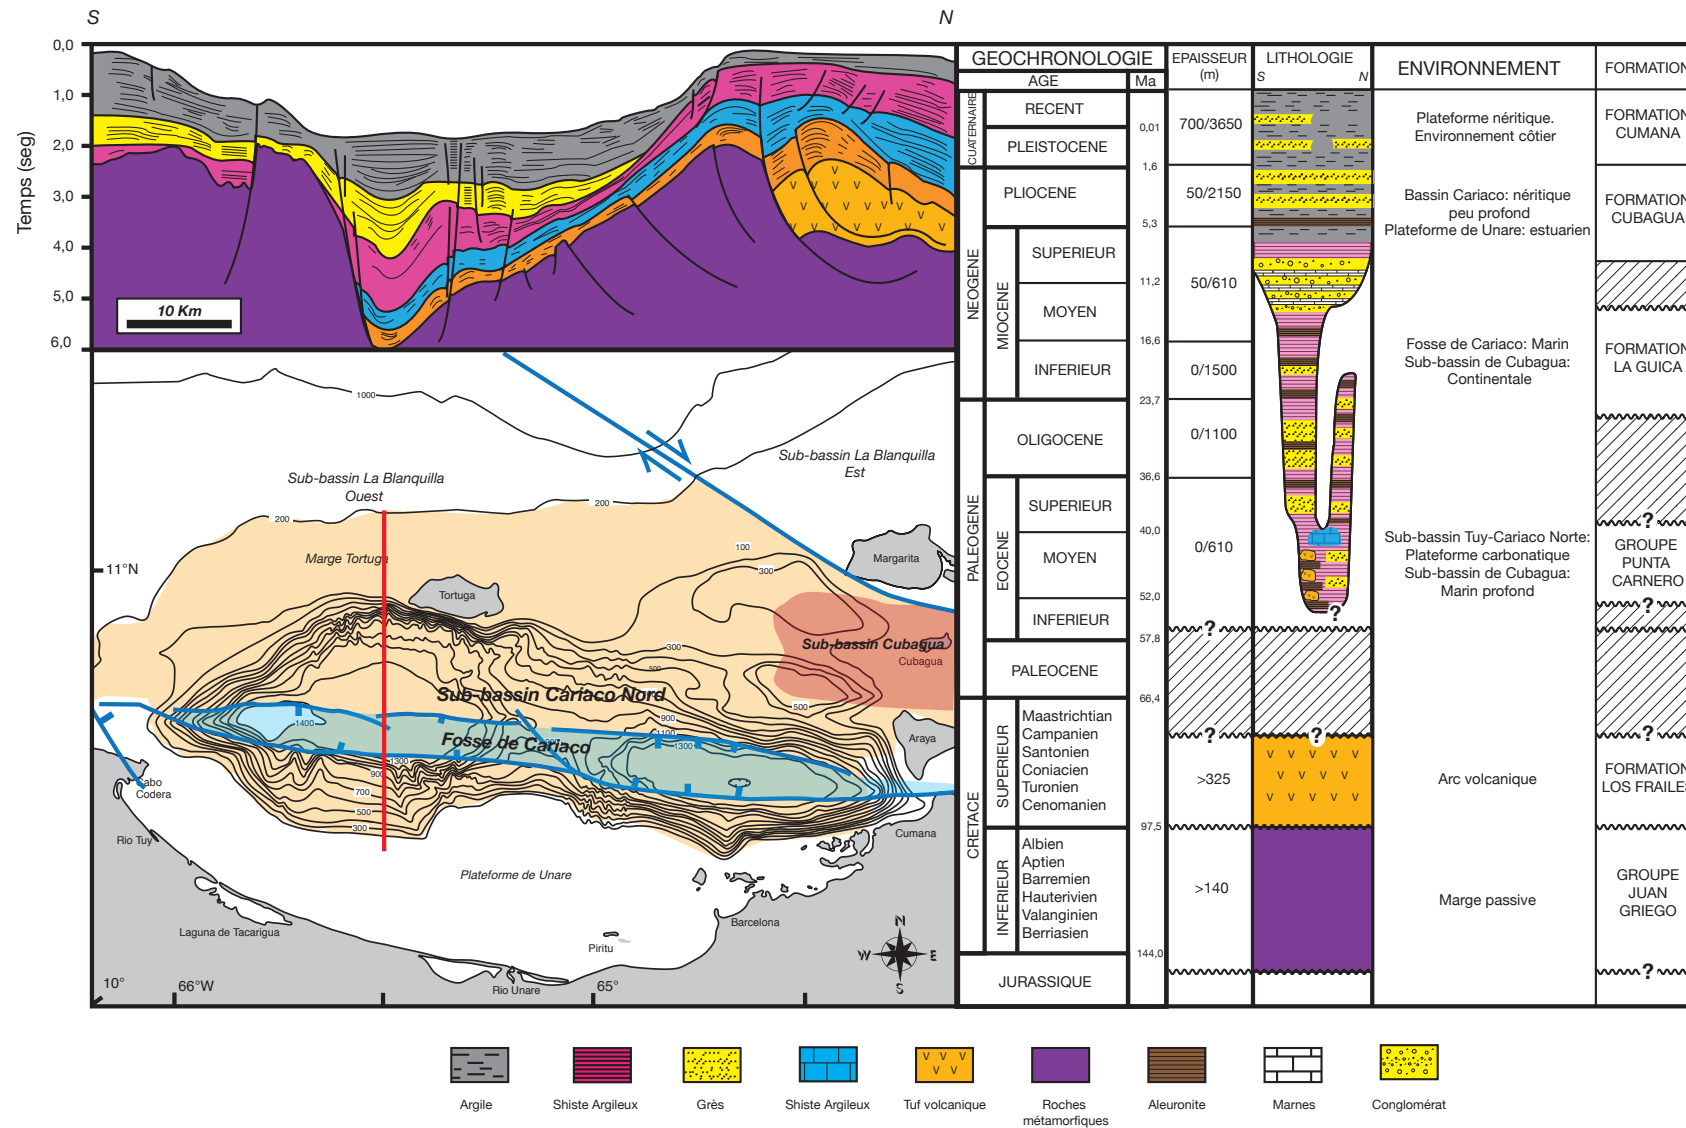 S
N
0,0
1,0
2,0
3,0
4,0
5,0
6,0
Temps (seg)
10 Km
1000
Sub-bassin La Blanquilla
Ouest
Sub-bassin La Blanquilla
Est
200
200
Marge Tortuga
11°N
Tortuga
Margarita
100
300
300
500
Sub-bassin Cubagua
Cubagua
Sub-bassin Cariaco Nord
500
900
1100
1300
1400
Fosse de Cariaco
1300
900
700
500
300
Araya
Cabo
Codera
Rio Tuy
Cumana
Plateforme de Unare
Laguna de Tacarigua
Barcelona
Piritu
Rio Unare
N
W
E
S
10°
66°W
65°
GEOCHRONOLOGIE
AGE
Ma
EPAISSEUR
(m)
LITHOLOGIE
S
N
ENVIRONNEMENT
FORMATION
CUATERNAIRE
RECENT
0,01
PLEISTOCENE
1,6
700/3650
Plateforme néritique.
Environnement côtier
FORMATION
CUMANA
NEOGENE
PLIOCENE
5,3
50/2150
Bassin Cariaco: néritique
peu profond
Plateforme de Unare: estuarien
FORMATION
CUBAGUA
MIOCENE
SUPERIEUR
11,2
MOYEN
16,6
INFERIEUR
23,7
50/610
0/1500
Fosse de Cariaco: Marin
Sub-bassin de Cubagua:
Continentale
FORMATION
LA GUICA
PALEOGENE
OLIGOCENE
36,6
0/1100
EOCENE
SUPERIEUR
40,0
MOYEN
52,0
INFERIEUR
57,8
0/610
Sub-bassin Tuy-Cariaco Norte:
Plateforme carbonatique
Sub-bassin de Cubagua:
Marin profond
?
GROUPE
PUNTA
CARNERO
?
?
?
?
PALEOCENE
66,4
?
?
?
CRETACE
SUPERIEUR
Maastrichtian
Campanien
Santonien
Coniacien
Turonien
Cenomanien
97,5
>325
Arc volcanique
FORMATION
LOS FRAILES
INFERIEUR
Albien
Aptien
Barremien
Hauterivien
Valanginien
Berriasien
144,0
>140
Marge passive
GROUPE
JUAN
GRIEGO
?
JURASSIQUE
Argile
Shiste Argileux
Grès
Shiste Argileux
Tuf volcanique
Roches
métamorfiques
Aleuronite
Marnes
Conglomérat